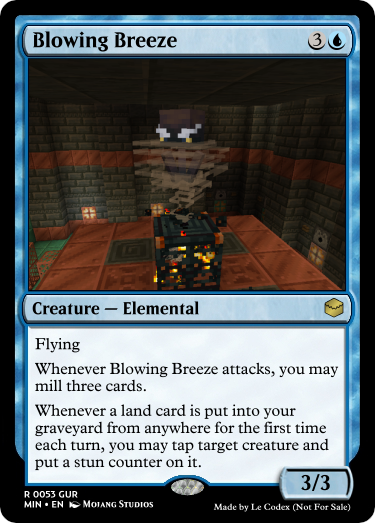 Blowing Breeze 3
Creature — Elemental
Flying
Whenever Blowing Breeze attacks, you may
mill three cards.
Whenever a land card is put into your
graveyard from anywhere for the first time
each turn, you may tap target creature and
put a stun counter on it.
3/3
R 0053 GUR
MIN • EN Mojang Studios
Made by Le Codex (Not For Sale)